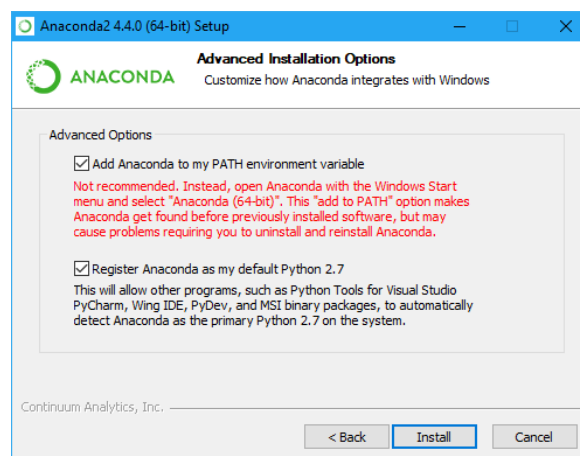 Anaconda2 4.4.0 (64-bit) Setup
ANACONDA
Advanced Installation Options
Customize how Anaconda integrates with Windows
Advanced Options
Add Anaconda to my PATH environment variable
Not recommended. Instead, open Anaconda with the Windows Start
menu and select "Anaconda (64-bit)". This "add to PATH" option makes
Anaconda get found before previously installed software, but may
cause problems requiring you to uninstall and reinstall Anaconda.
Register Anaconda as my default Python 2.7
This will allow other programs, such as Python Tools for Visual Studio
PyCharm, Wing IDE, PyDev, and MSI binary packages, to automatically
detect Anaconda as the primary Python 2.7 on the system.
Continuum Analytics, Inc.
< Back
Install
Cancel